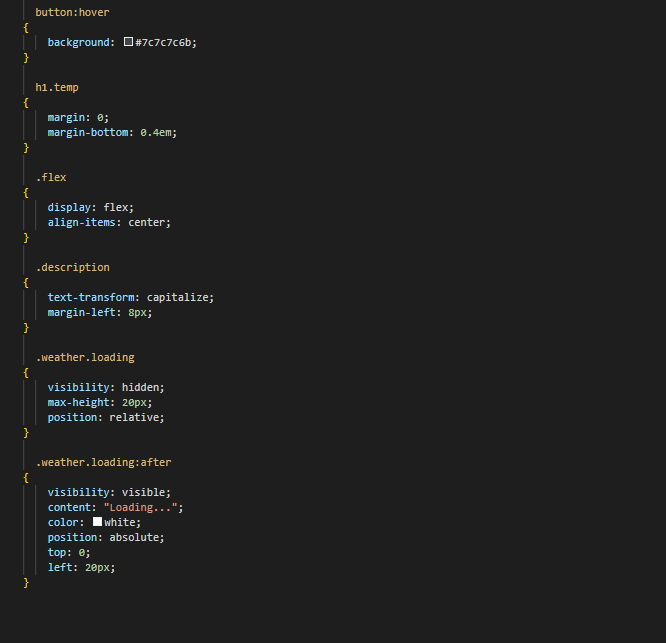 button:hover
{
background: #7c7c7c6b;
}
h1.temp
{
margin: 0;
margin-bottom: 0.4em;
}
.flex
{
display: flex;
align-items: center;
}
.description
{
text-transform: capitalize;
margin-left: 8px;
}
.weather.loading
{
visibility: hidden;
max-height: 20px;
position: relative;
}
.weather.loading:after
{
visibility: visible;
content: "Loading...";
color: white;
position: absolute;
top: 0;
left: 20px;
}